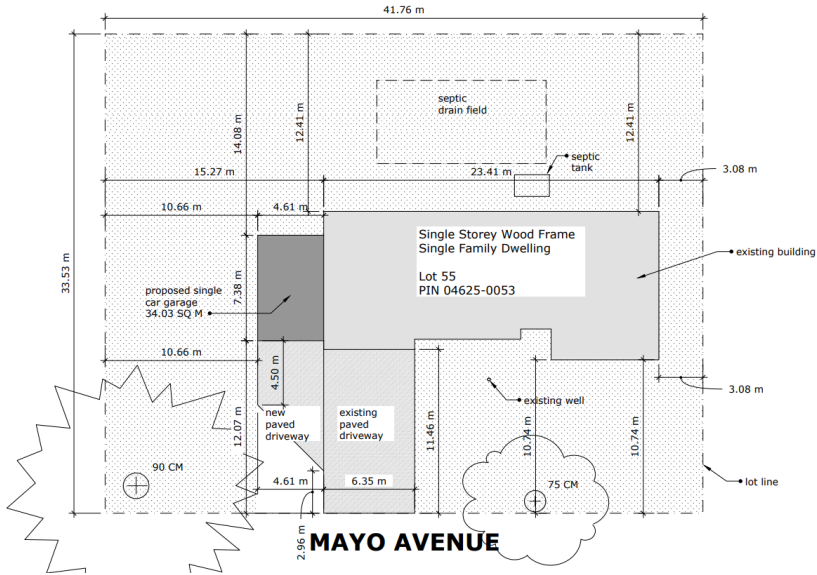 41.76 m
septic
drain field
14.08 m
12.41 m
12.41 m
septic
tank
15.27 m
23.41 m
3.08 m
10.66 m
4.61 m
Single Storey Wood Frame
Single Family Dwelling
Lot 55
PIN 04625-0053
existing building
33.53 m
proposed single
car garage
34.03 SQ M
7.38 m
10.66 m
4.50 m
3.08 m
existing well
new
paved
driveway
existing
paved
driveway
12.07 m
11.46 m
10.74 m
10.74 m
90 CM
4.61 m
6.35 m
75 CM
lot line
2.96 m
MAYO AVENUE